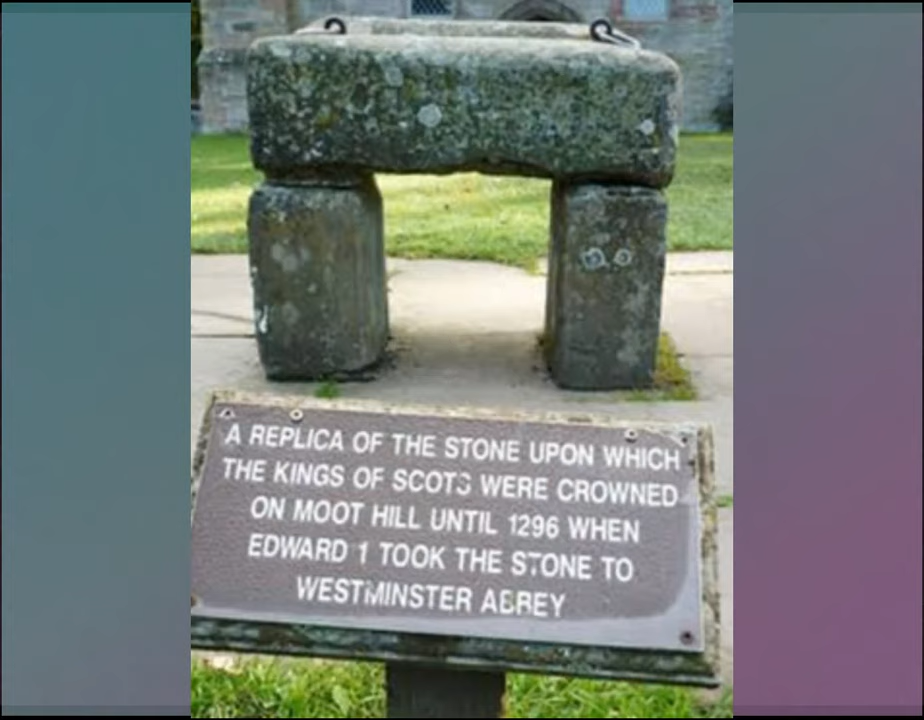 A REPLICA OF THE STONE UPON WHICH
THE KINGS OF SCOTS WERE CROWNED
ON MOOT HILL UNTIL 1296 WHEN
EDWARD 1 TOOK THE STONE TO
WESTMINSTER ABBEY